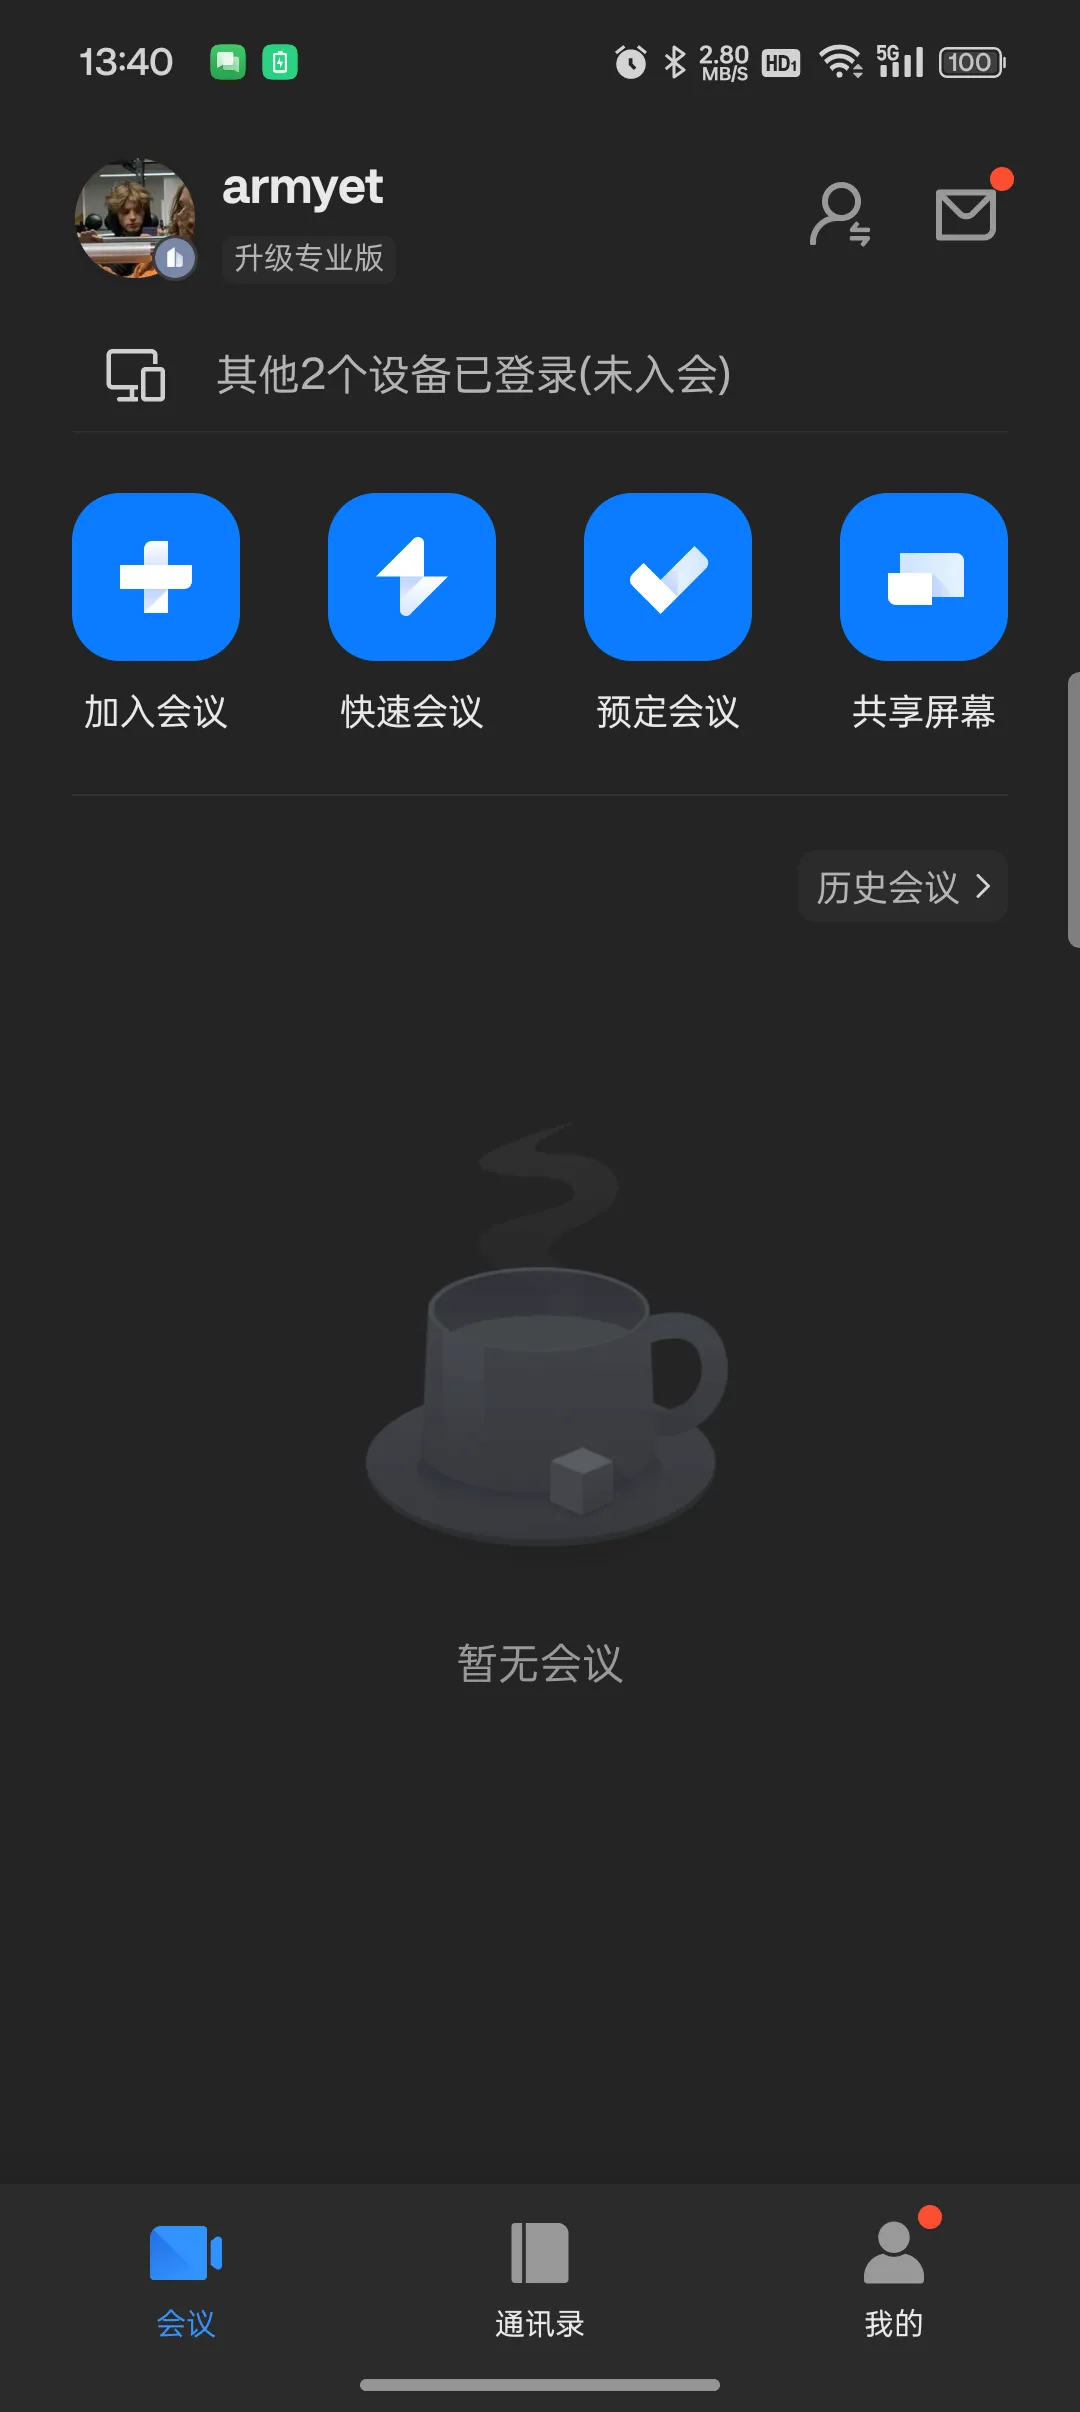 13:40
2.80 MB/S HD1 5G 100
armyet
升级专业版
其他2个设备已登录(未入会)
加入会议 快速会议 预定会议 共享屏幕
历史会议
暂无会议
会议 通讯录 我的